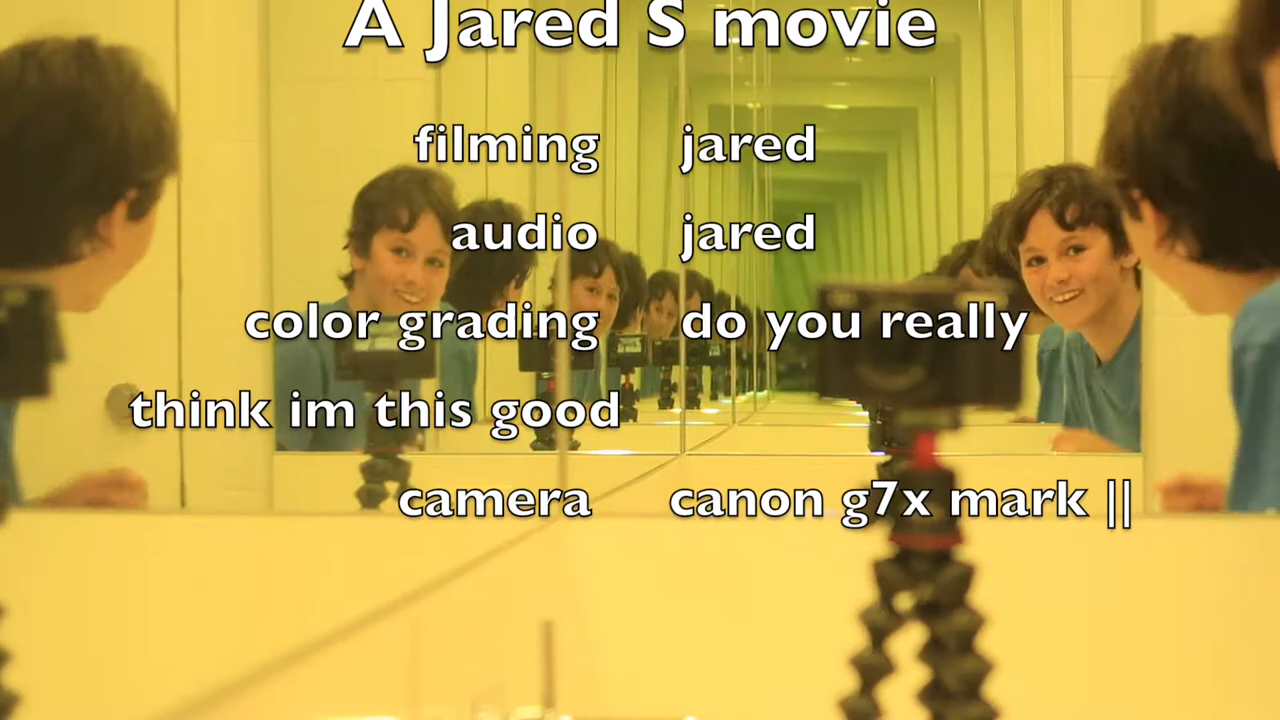 A Jared S movie
filming jared
audio jared
color grading do you really
think im this good
camera canon g7x mark ||